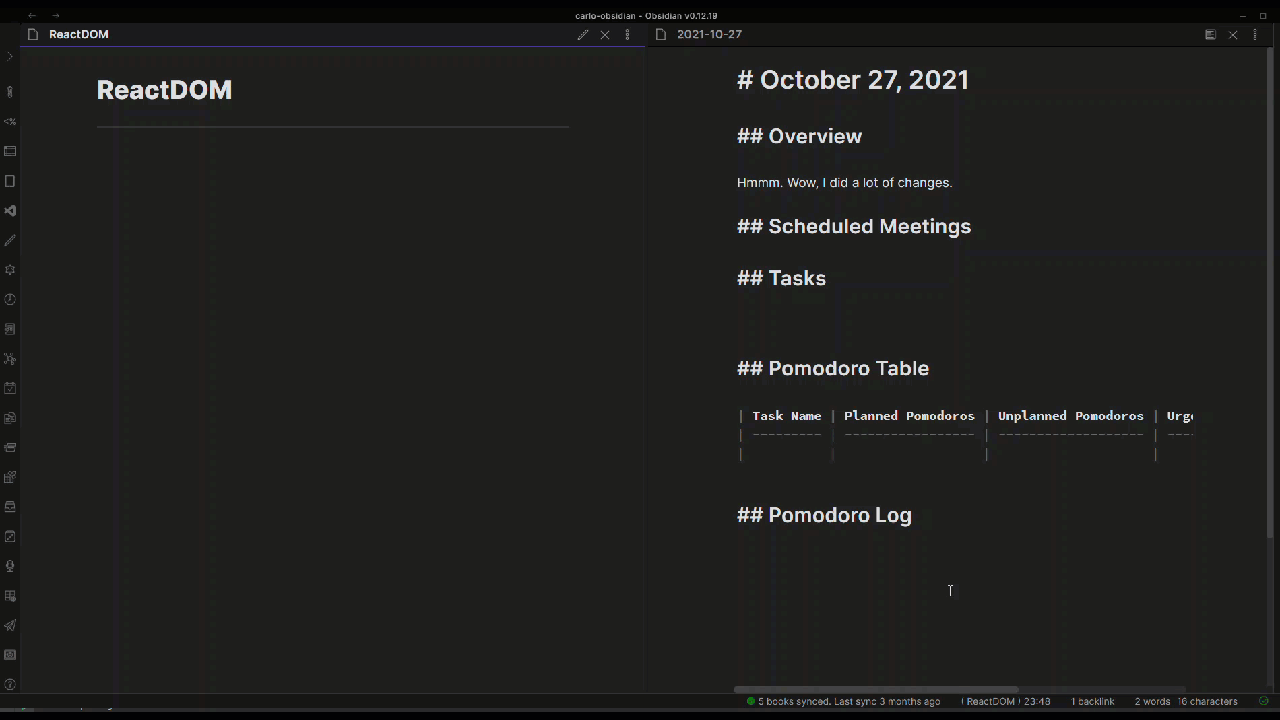 carlo-obsidian - Obsidian v0.12.19
ReactDOM
2021-10-27
ReactDOM
# October 27, 2021
## Overview
Hmmm. Wow, I did a lot of changes.
## Scheduled Meetings
## Tasks
## Pomodoro Table
| Task Name | Planned Pomodoros | Unplanned Pomodoros | Urge
| --------- | ----------------- | ------------------- | ----
| | | |
## Pomodoro Log
5 books synced. Last sync 3 months ago ( ReactDOM ) 23:48 1 backlink 2 words 16 characters